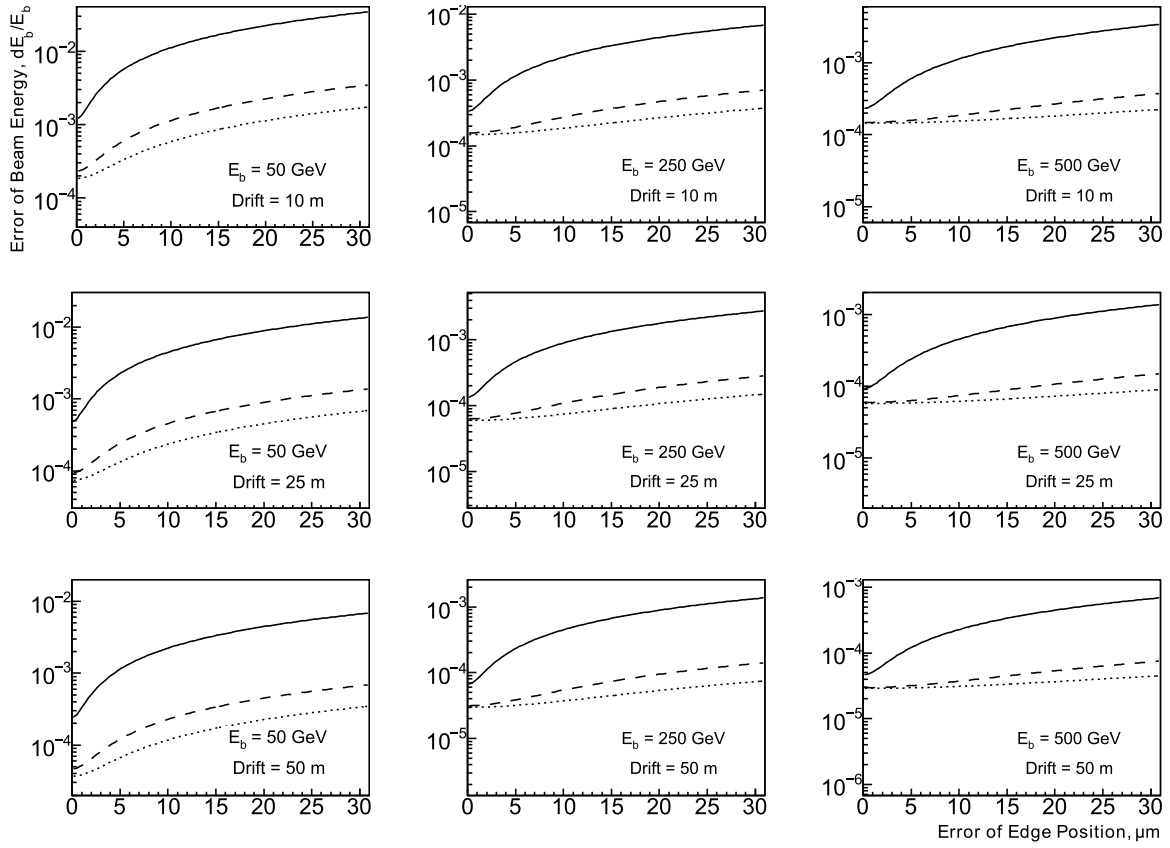 Error of Beam Energy, dE_b/E_b
10^−2
10^−3
10^−4
E_b = 50 GeV
Drift = 10 m
0 5 10 15 20 25 30
10^−2
10^−3
10^−4
10^−5
E_b = 250 GeV
Drift = 10 m
0 5 10 15 20 25 30
10^−3
10^−4
10^−5
E_b = 500 GeV
Drift = 10 m
0 5 10 15 20 25 30
10^−2
10^−3
10^−4
E_b = 50 GeV
Drift = 25 m
0 5 10 15 20 25 30
10^−3
10^−4
10^−5
E_b = 250 GeV
Drift = 25 m
0 5 10 15 20 25 30
10^−3
10^−4
10^−5
E_b = 500 GeV
Drift = 25 m
0 5 10 15 20 25 30
10^−2
10^−3
10^−4
E_b = 50 GeV
Drift = 50 m
0 5 10 15 20 25 30
10^−3
10^−4
10^−5
E_b = 250 GeV
Drift = 50 m
0 5 10 15 20 25 30
10^−3
10^−4
10^−5
10^−6
E_b = 500 GeV
Drift = 50 m
0 5 10 15 20 25 30
Error of Edge Position, μm